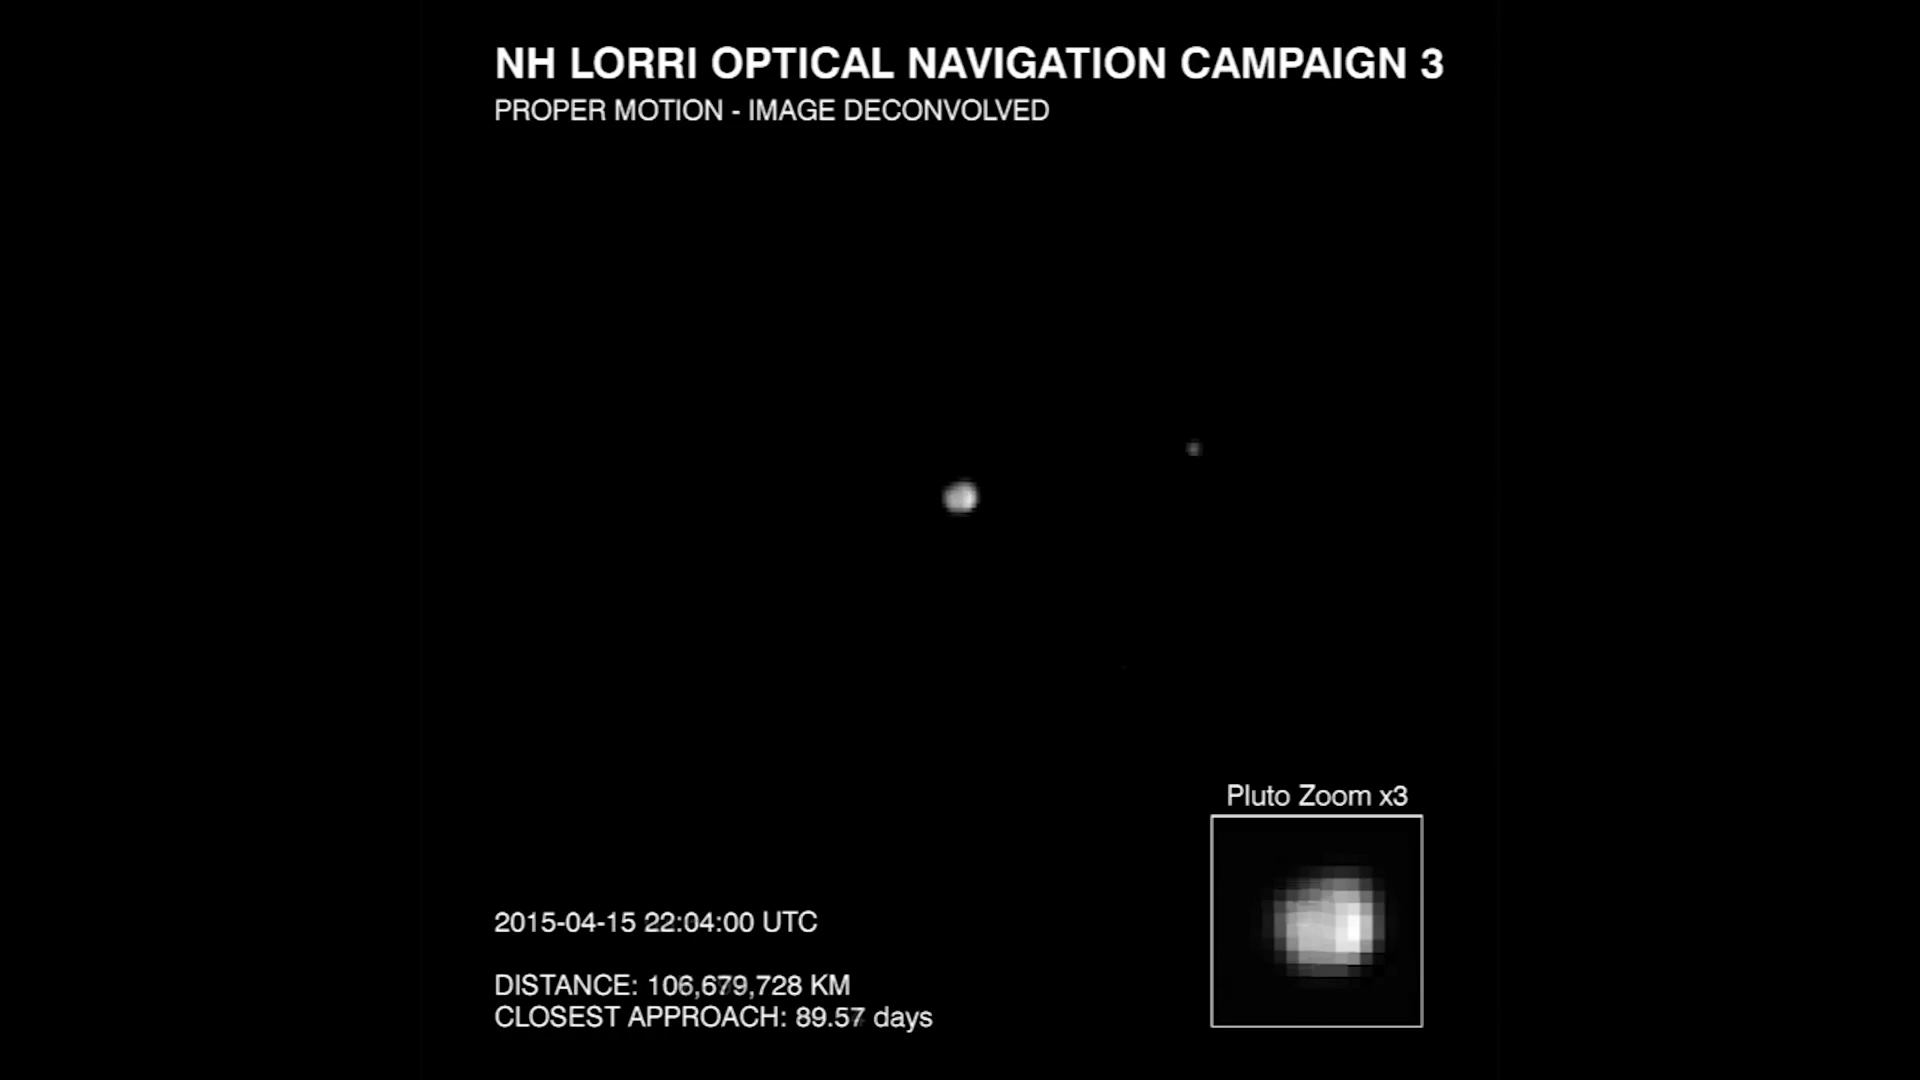 NH LORRI OPTICAL NAVIGATION CAMPAIGN 3
PROPER MOTION - IMAGE DECONVOLVED
Pluto Zoom x3
2015-04-15 22:04:00 UTC
DISTANCE: 106,679,728 KM
CLOSEST APPROACH: 89.57 days